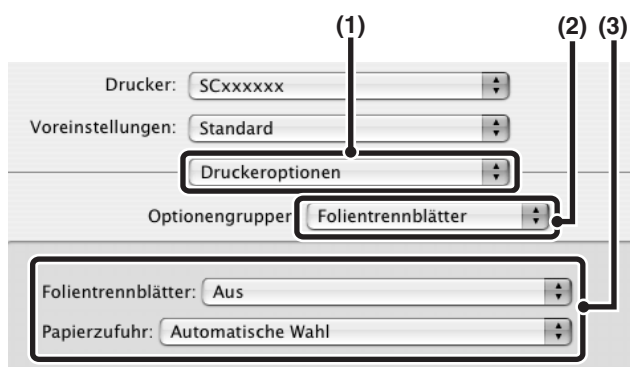 (1) (2) (3)
Drucker: SCxxxxxx
Voreinstellungen: Standard
Druckeroptionen
Optionengrupper Folientrennblätter
Folientrennblätter: Aus
Papierzufuhr: Automatische Wahl